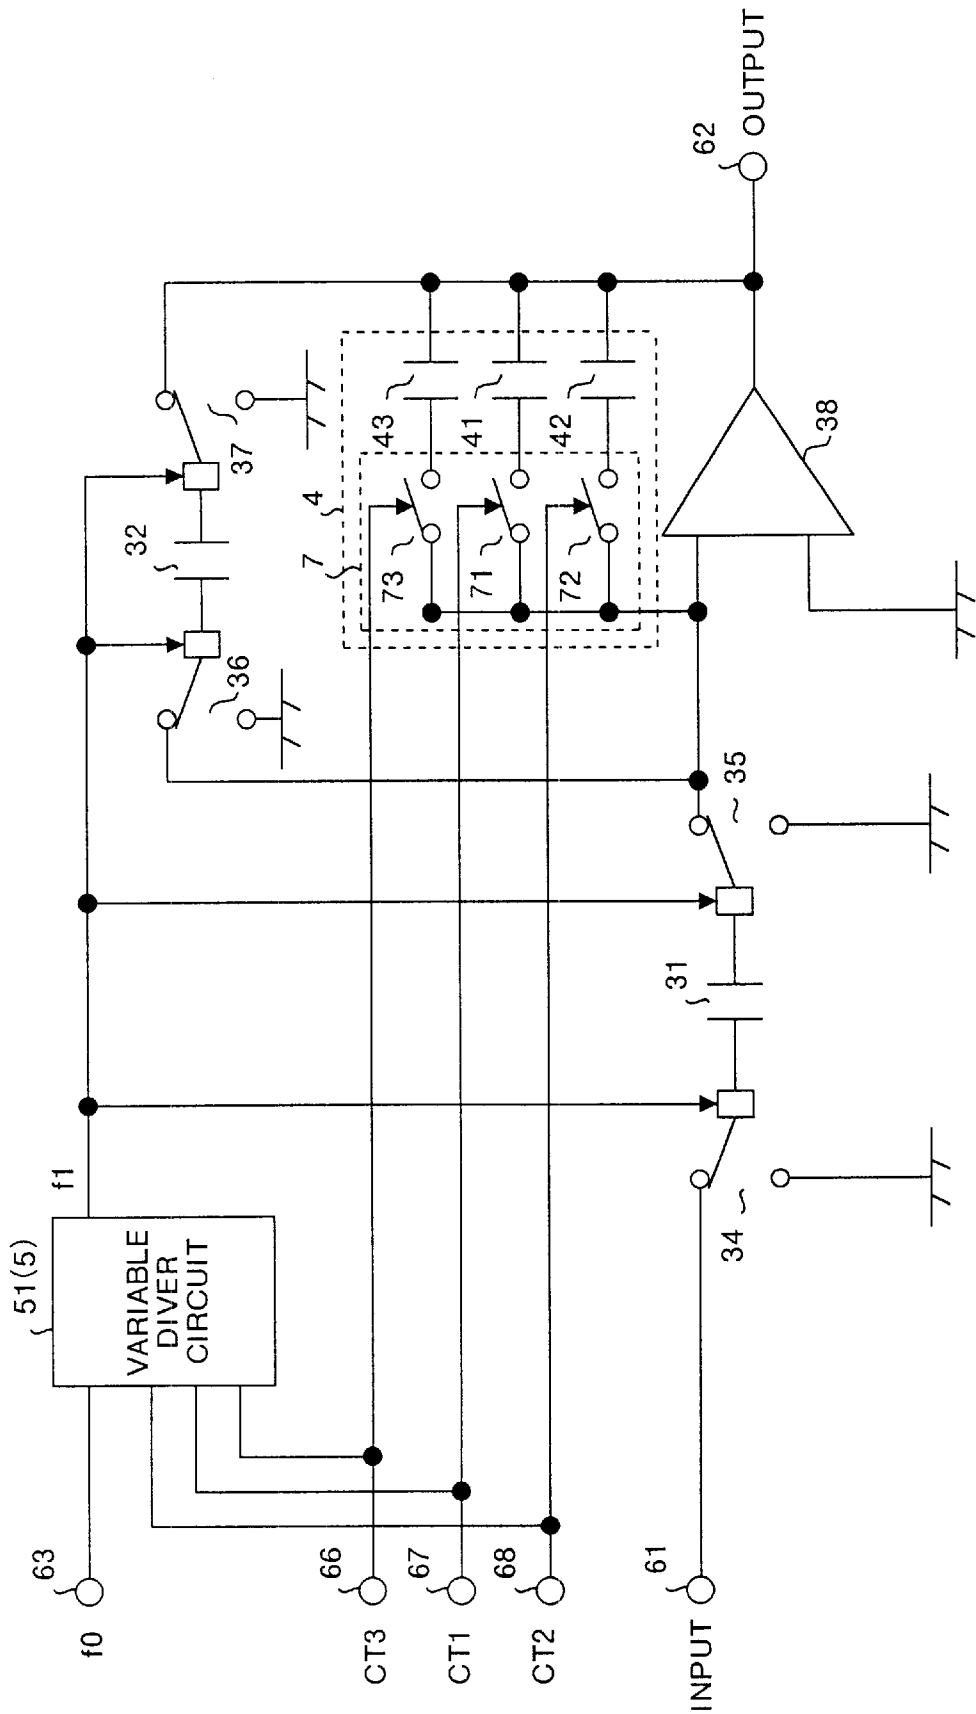 51(5)
VARIABLE
DIVER
CIRCUIT
f1
63
f0
32
36
37
66
CT3
67
CT1
68
CT2
4
7
73
71
72
43
41
42
61
INPUT
34
31
35
38
62
OUTPUT